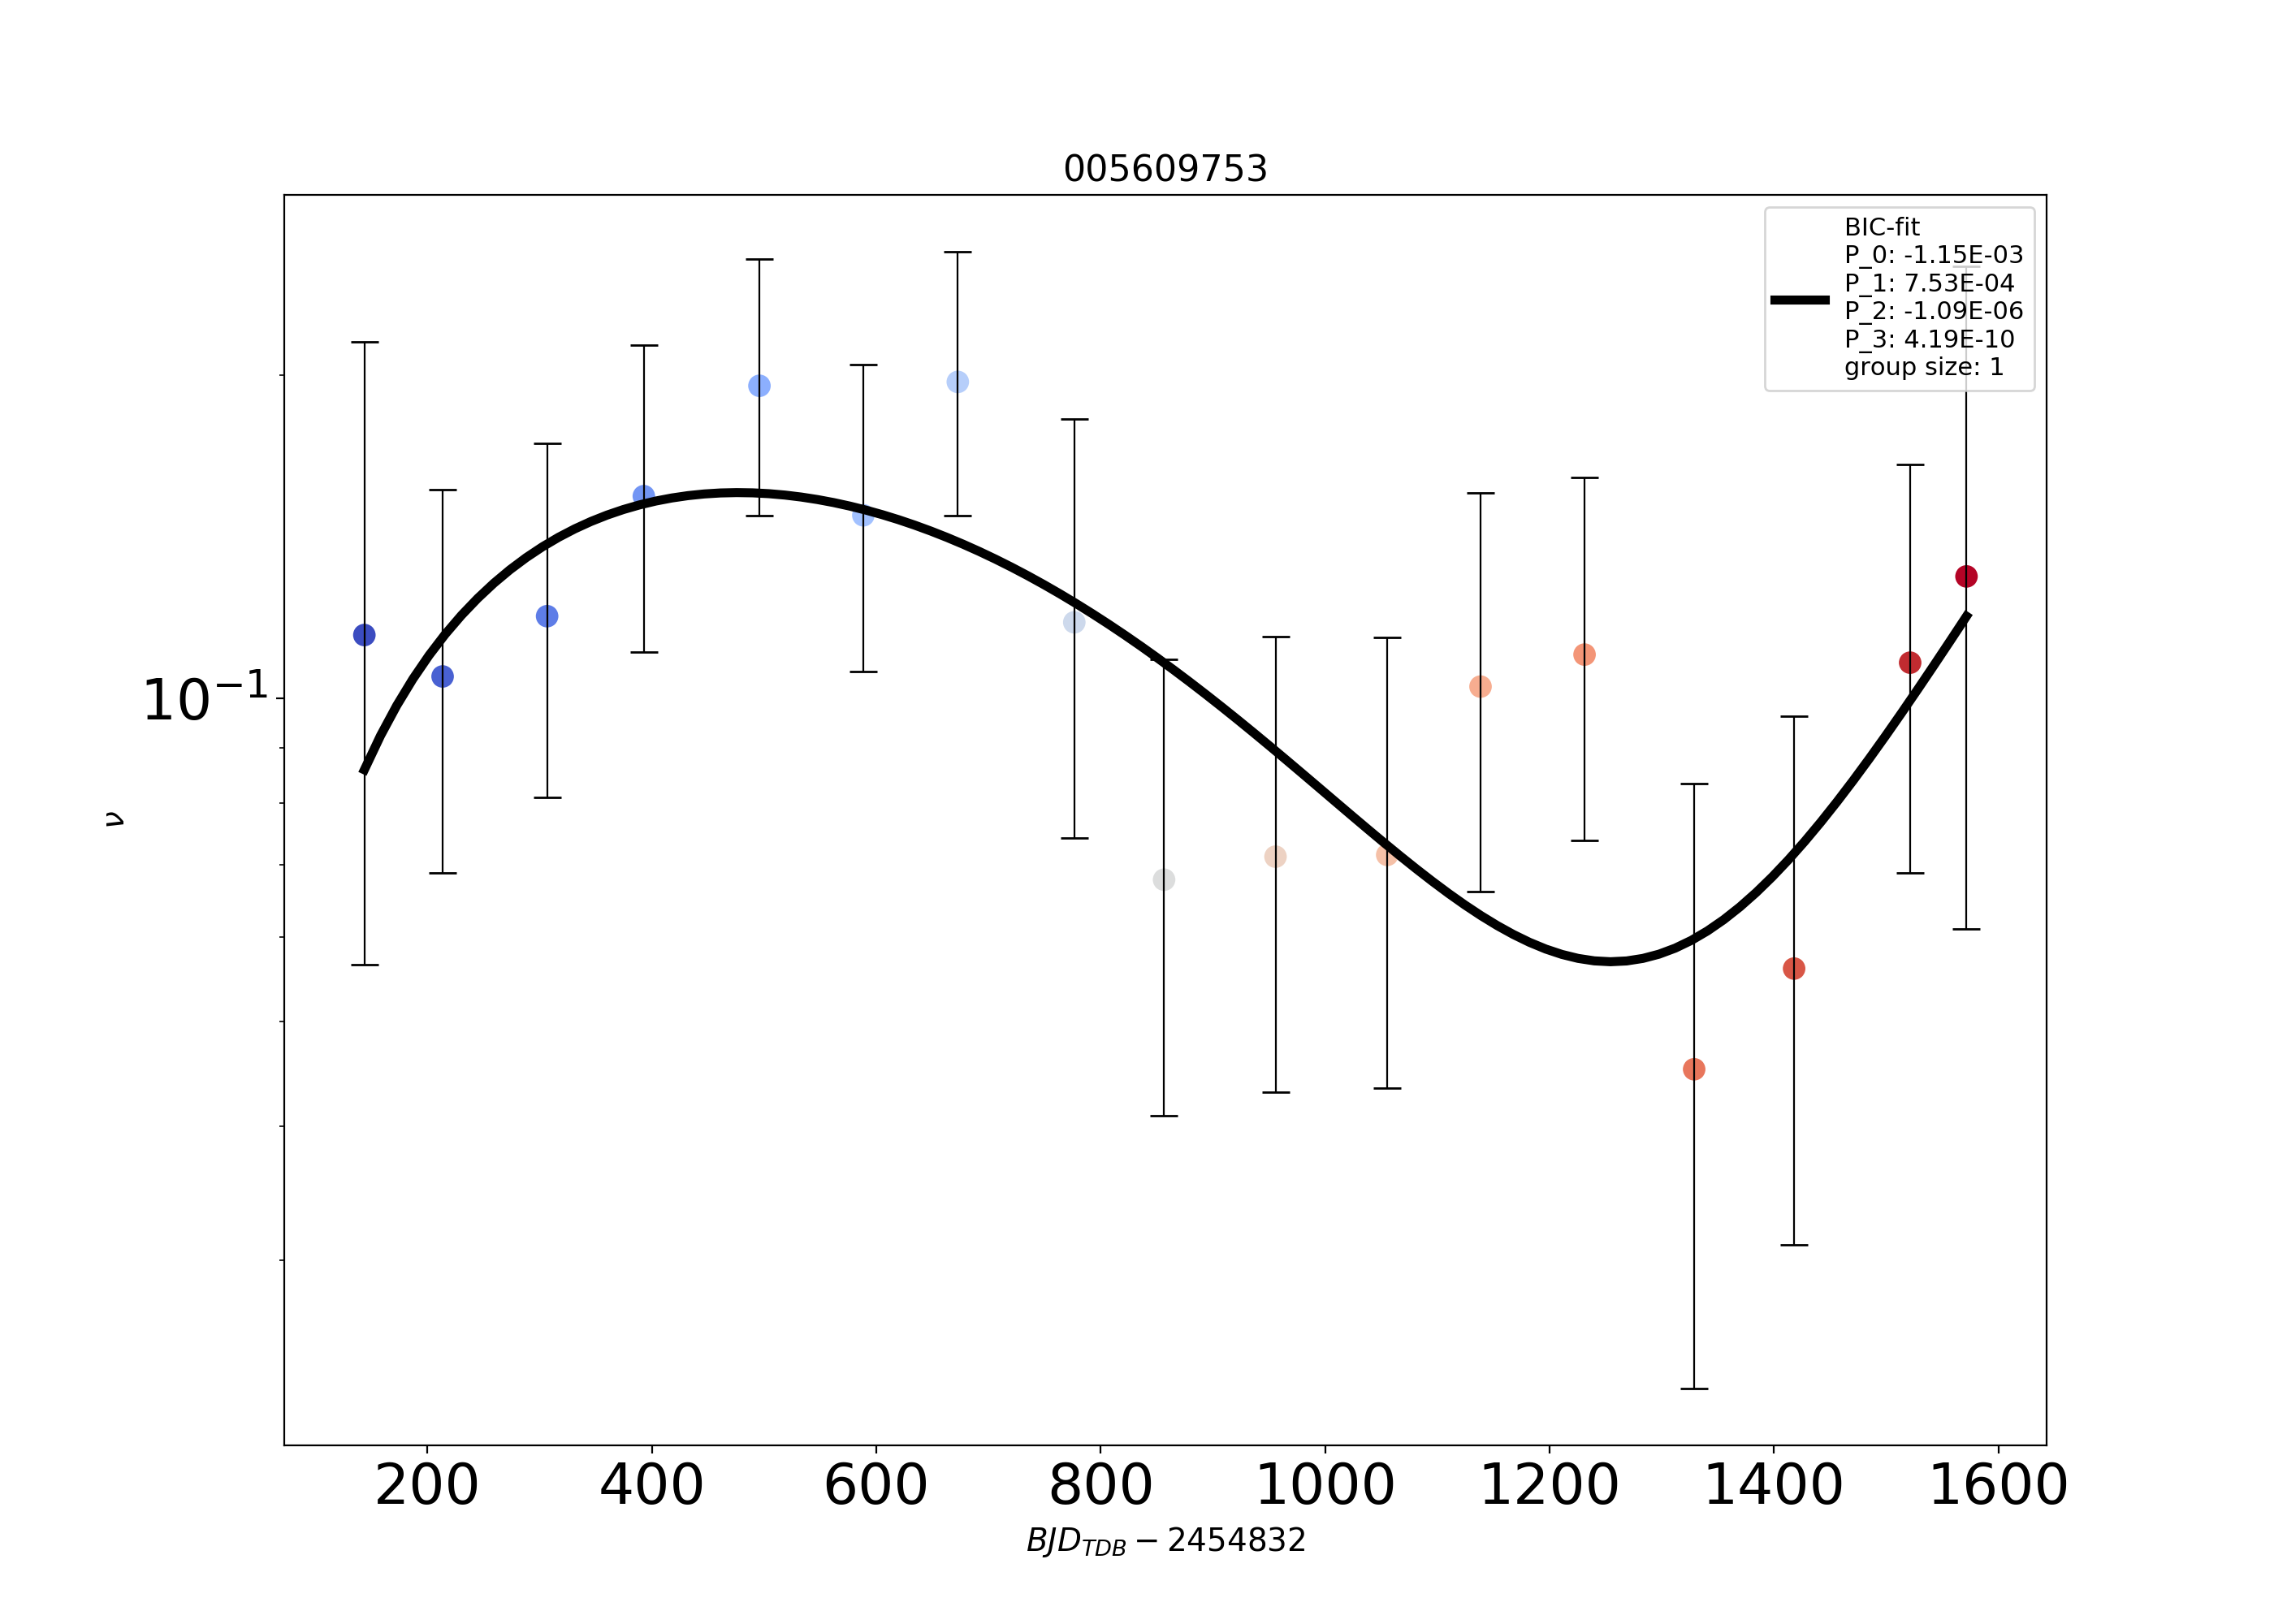 005609753
BIC-fit
P_0: -1.15E-03
P_1: 7.53E-04
P_2: -1.09E-06
P_3: 4.19E-10
group size: 1
10⁻¹
ν
200 400 600 800 1000 1200 1400 1600
BJD_TDB − 2454832